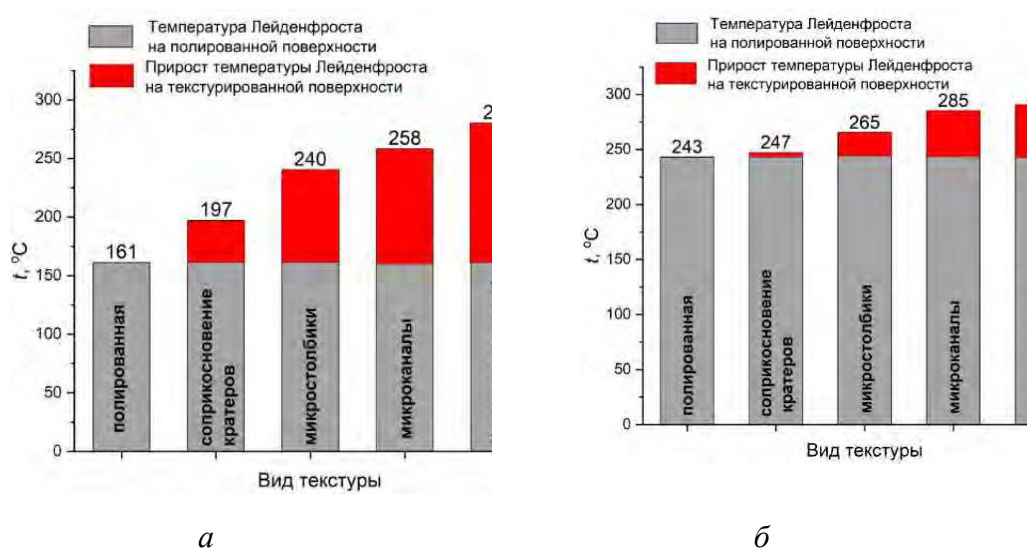 Температура Лейденфроста
на полированной поверхности
Прирост температуры Лейденфроста
на текстурированной поверхности
300
250
200
150
100
50
0
t, °C
161
197
240
258
2
полированная
соприкосновение
кратеров
микростолбики
микроканалы
Вид текстуры
а
Температура Лейденфроста
на полированной поверхности
Прирост температуры Лейденфроста
на текстурированной поверхности
300
250
200
150
100
50
0
t, °C
243
247
265
285
полированная
соприкосновение
кратеров
микростолбики
микроканалы
Вид текстуры
б